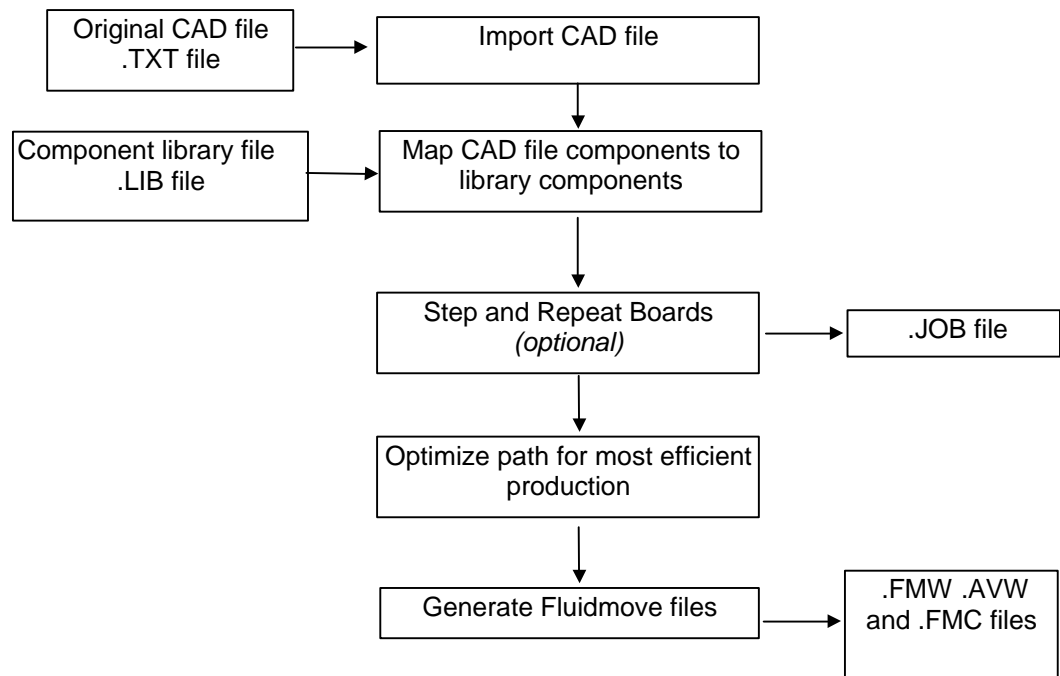 Original CAD file
.TXT file
Import CAD file
Component library file
.LIB file
Map CAD file components to
library components
Step and Repeat Boards
(optional)
.JOB file
Optimize path for most efficient
production
Generate Fluidmove files
.FMW .AVW
and .FMC files